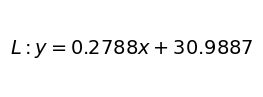 L: y = 0.2788x + 30.9887